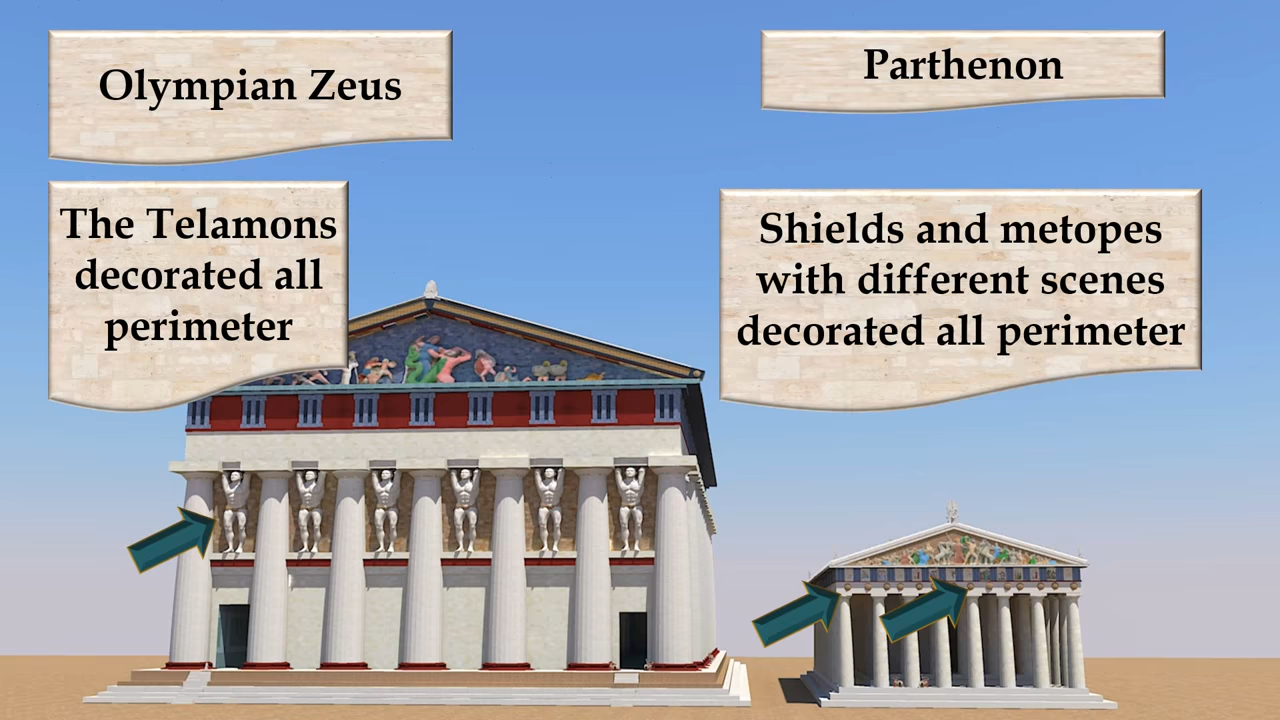 Olympian Zeus
Parthenon
The Telamons
decorated all
perimeter
Shields and metopes
with different scenes
decorated all perimeter